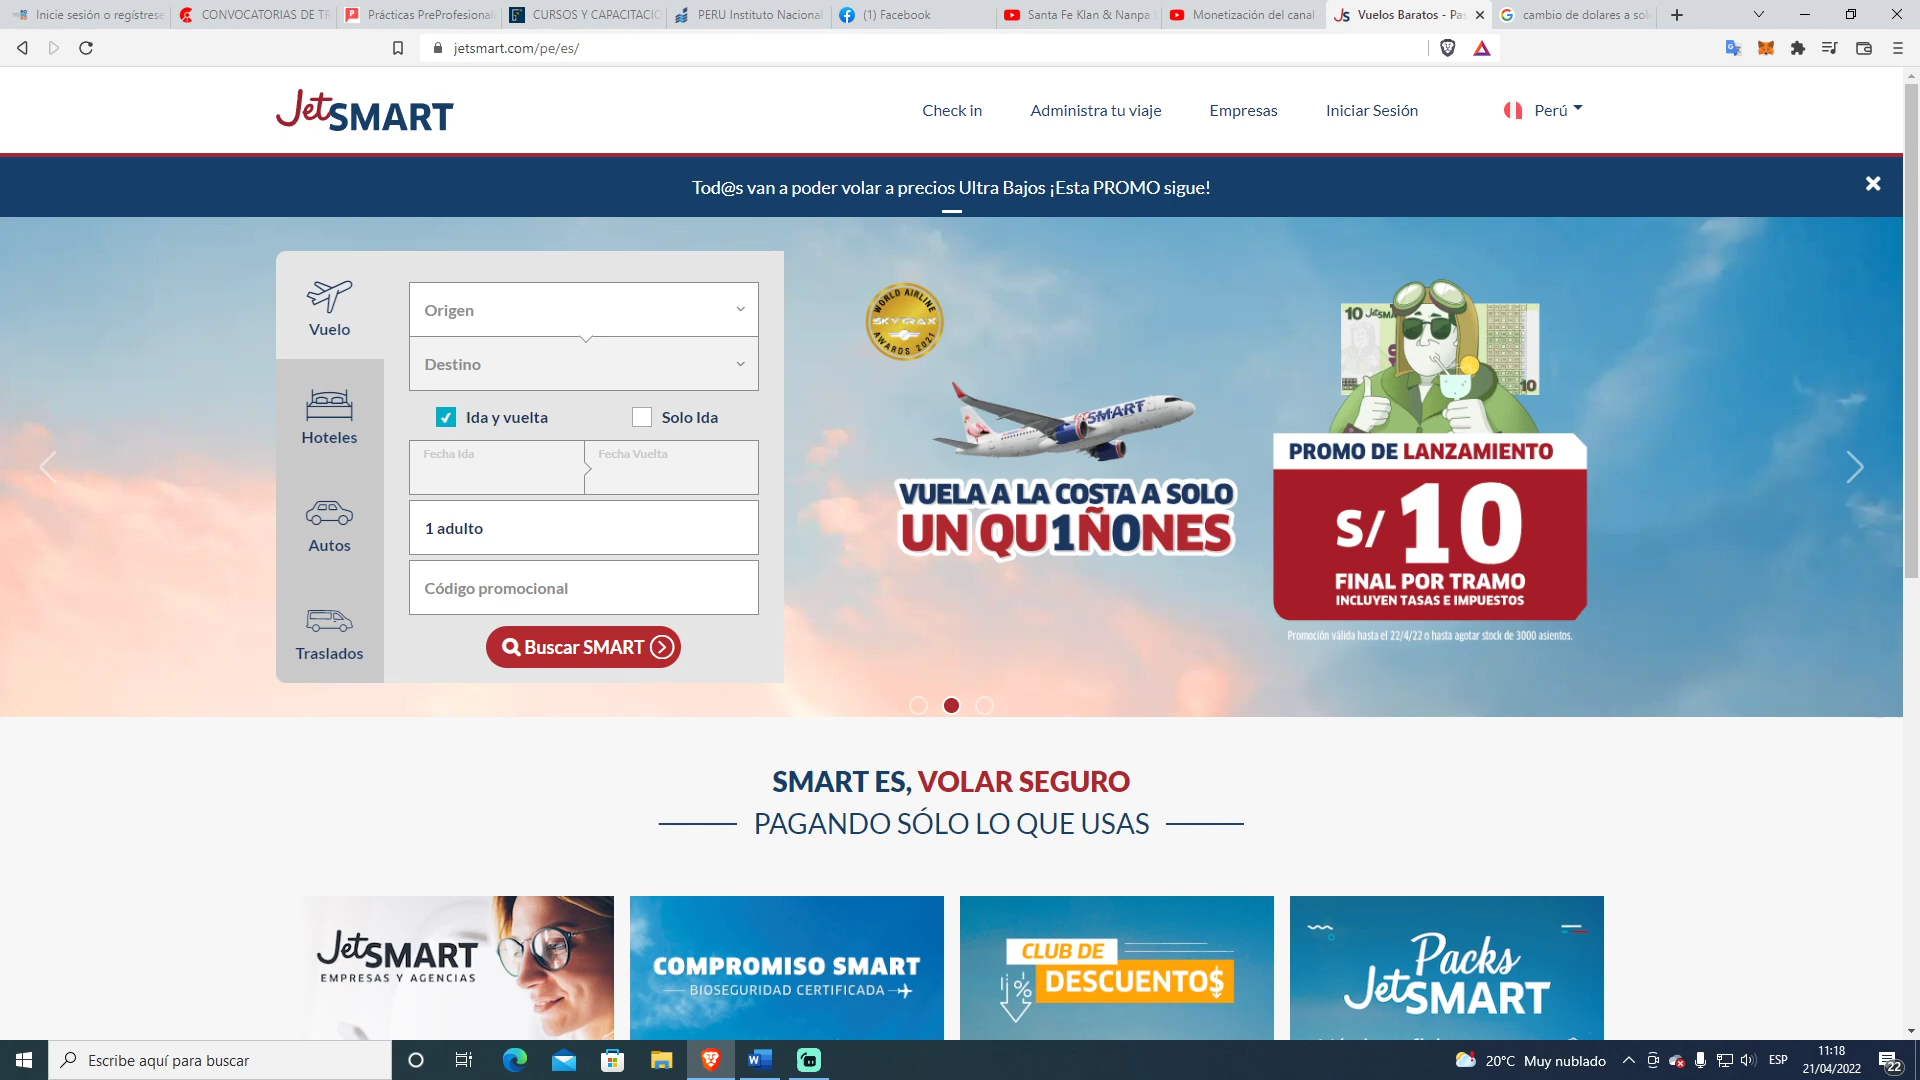 Inicie sesión o regístrese
CONVOCATORIAS DE TR
Prácticas PreProfesional
CURSOS Y CAPACITACIO
PERU Instituto Nacional
(1) Facebook
Santa Fe Klan & Nanpa
Monetización del canal
Vuelos Baratos - Pas
cambio de dolares a sol
jetsmart.com/pe/es/
JetSMART
Check in
Administra tu viaje
Empresas
Iniciar Sesión
Perú
Tod@s van a poder volar a precios Ultra Bajos ¡Esta PROMO sigue!
Vuelo
Hoteles
Autos
Traslados
Origen
Destino
Ida y vuelta
Solo Ida
Fecha Ida
Fecha Vuelta
1 adulto
Código promocional
Buscar SMART
WORLD AIRLINE
SKYTRAX
AWARDS 2021
SMART
VUELA A LA COSTA A SOLO
UN QU1Ñ0NES
10 JetSMA
10
PROMO DE LANZAMIENTO
S/ 10
FINAL POR TRAMO
INCLUYEN TASAS E IMPUESTOS
Promoción válida hasta el 22/4/22 o hasta agotar stock de 3000 asientos.
SMART ES, VOLAR SEGURO
PAGANDO SÓLO LO QUE USAS
JetSMART
EMPRESAS Y AGENCIAS
COMPROMISO SMART
BIOSEGURIDAD CERTIFICADA
CLUB DE
% DESCUENTO$
Packs
JetSMART
Escribe aquí para buscar
20°C Muy nublado
ESP
11:18
21/04/2022
22